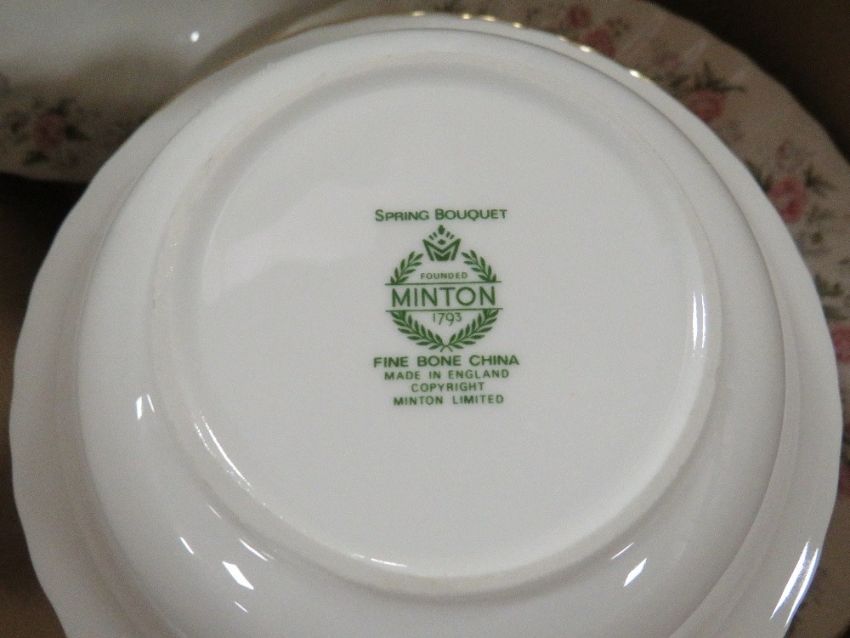 SPRING BOUQUET
FOUNDED
MINTON
1793
FINE BONE CHINA
MADE IN ENGLAND
COPYRIGHT
MINTON LIMITED